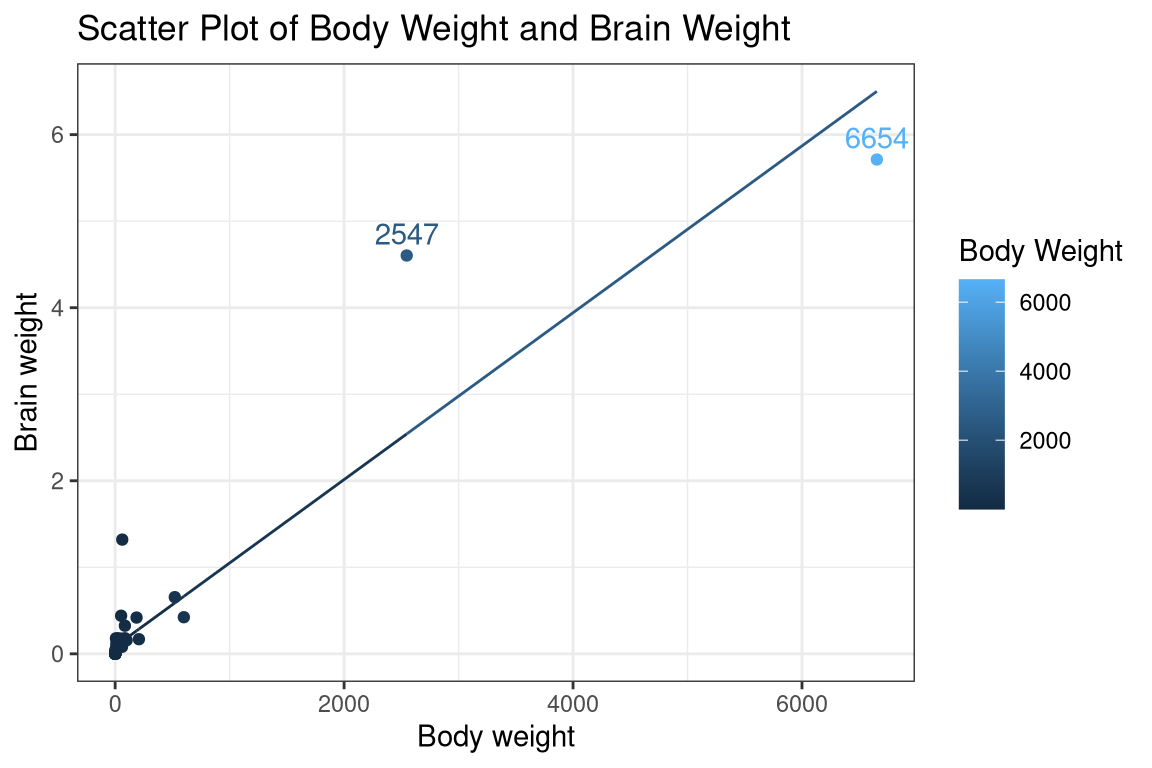 Scatter Plot of Body Weight and Brain Weight
6
4
2
0
Brain weight
6654
2547
0 2000 4000 6000
Body weight
Body Weight
6000
4000
2000